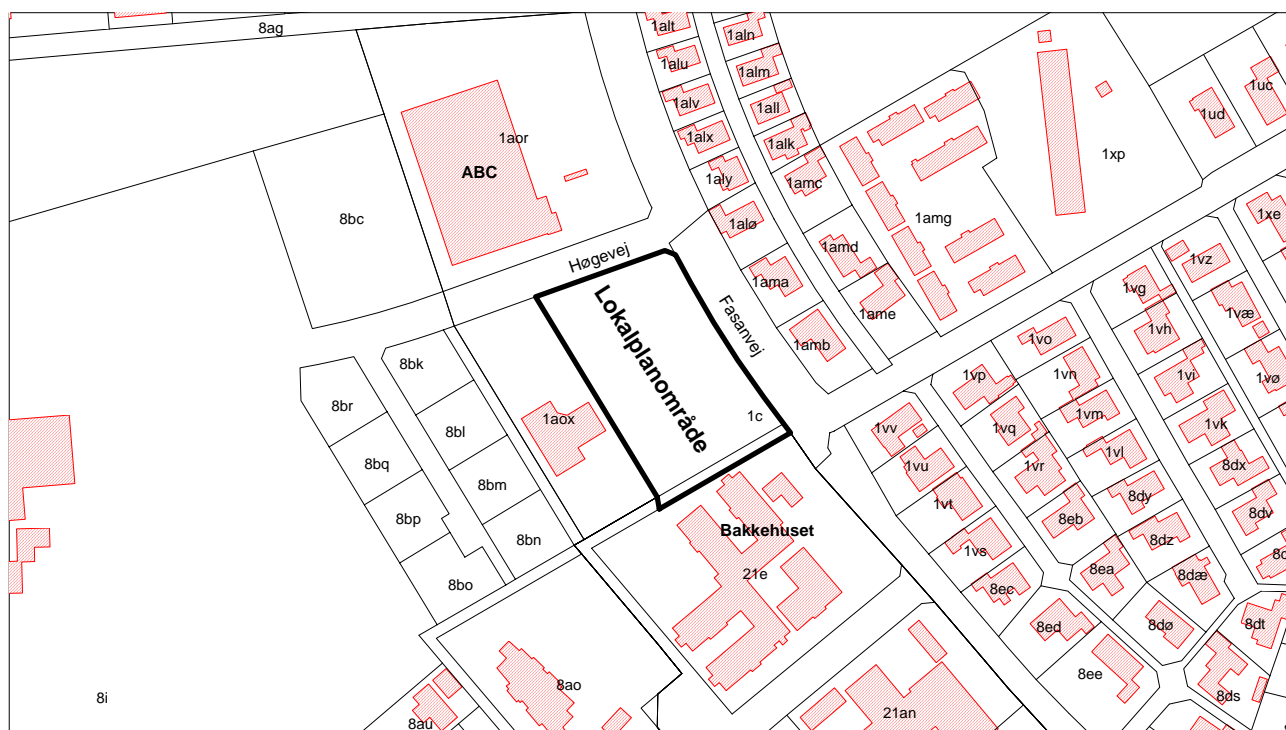 8ag
1alt
1aln
1alu
1alm
1uc
1alv
1all
1ud
1aor
1alx
1alk
1xp
ABC
1aly
1amc
8bc
1alø
1amg
1xe
Høgevej
1amd
1vz
1ama
1vg
Lokalplanområde
Fasanvej
1ame
1væ
1amb
1vh
1vo
8bk
1vp
1vn
1vi
1vø
8br
1c
1vm
1aox
8bl
1vv
1vq
1vk
8bq
1vu
1vr
1vl
8dx
8bm
1vt
8dy
8bp
8eb
8dv
Bakkehuset
8bn
1vs
8dz
21e
8ea
8dæ
8bo
8ec
8ed
8dø
8dt
8ee
8i
8ao
8ds
8au
21an